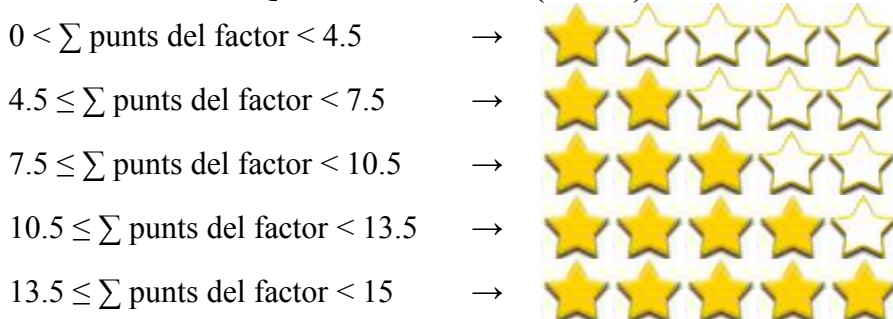 0 < ∑ punts del factor < 4.5 →
4.5 ≤ ∑ punts del factor < 7.5 →
7.5 ≤ ∑ punts del factor < 10.5 →
10.5 ≤ ∑ punts del factor < 13.5 →
13.5 ≤ ∑ punts del factor < 15 →